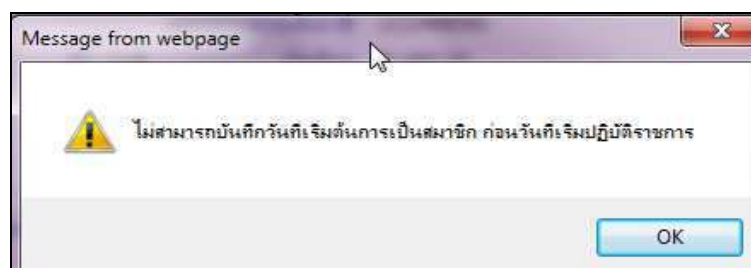 Message from webpage
ไม่สามารถบันทึกวันที่เริ่มต้นการเป็นสมาชิก ก่อนวันที่เริ่มปฏิบัติราชการ
OK